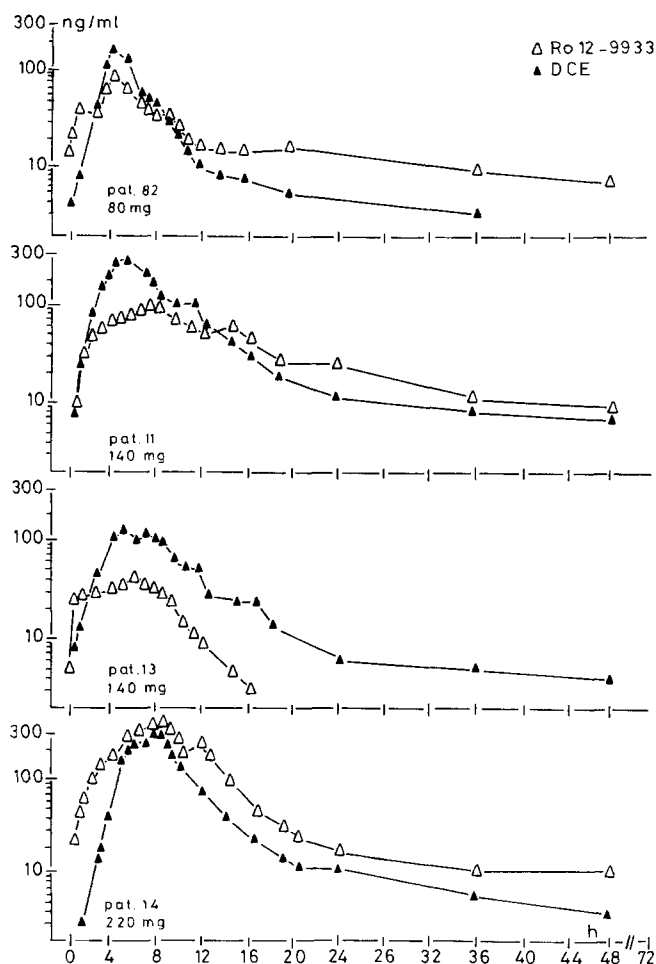 300 ng/ml
△ Ro 12-9933
▲ DCE
100
10
pat. 82
80 mg
0 4 8 12 16 20 24 28 32 36 40 44 48
300
100
10
pat. 11
140 mg
300
100
10
pat. 13
140 mg
300
100
10
pat. 14
220 mg
h
0 4 8 12 16 20 24 28 32 36 40 44 48 // 72